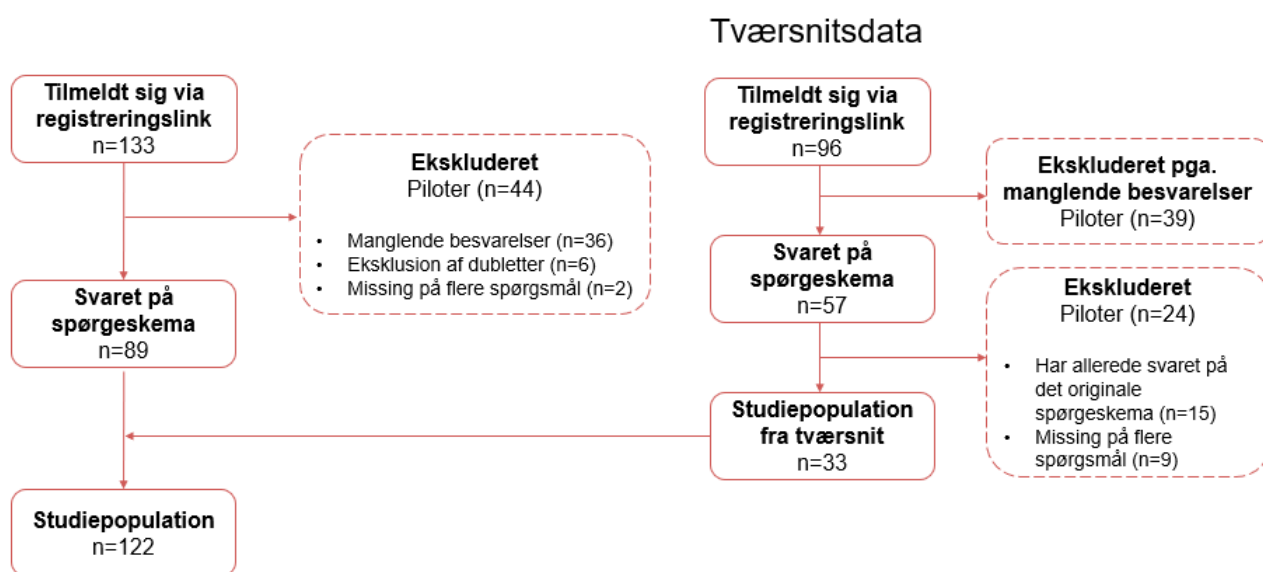 Tværsnitsdata
Tilmeldt sig via
registreringslink
n=133
Ekskluderet
Piloter (n=44)
• Manglende besvarelser (n=36)
• Eksklusion af dubletter (n=6)
• Missing på flere spørgsmål (n=2)
Svaret på
spørgeskema
n=89
Studiepopulation
n=122
Tilmeldt sig via
registreringslink
n=96
Ekskluderet pga.
manglende besvarelser
Piloter (n=39)
Svaret på
spørgeskema
n=57
Ekskluderet
Piloter (n=24)
• Har allerede svaret på
det originale
spørgeskema (n=15)
• Missing på flere
spørgsmål (n=9)
Studiepopulation
fra tværsnit
n=33